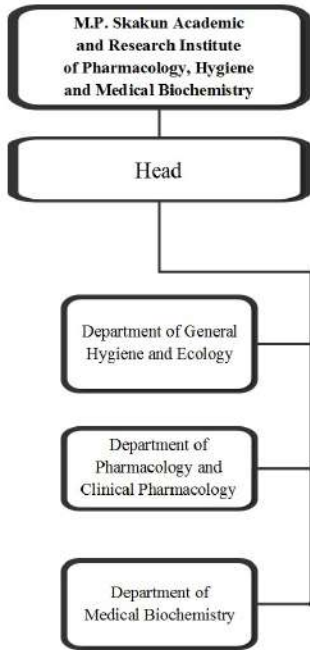 M.P. Skakun Academic
and Research Institute
of Pharmacology, Hygiene
and Medical Biochemistry
Head
Department of General
Hygiene and Ecology
Department of
Pharmacology and
Clinical Pharmacology
Department of
Medical Biochemistry